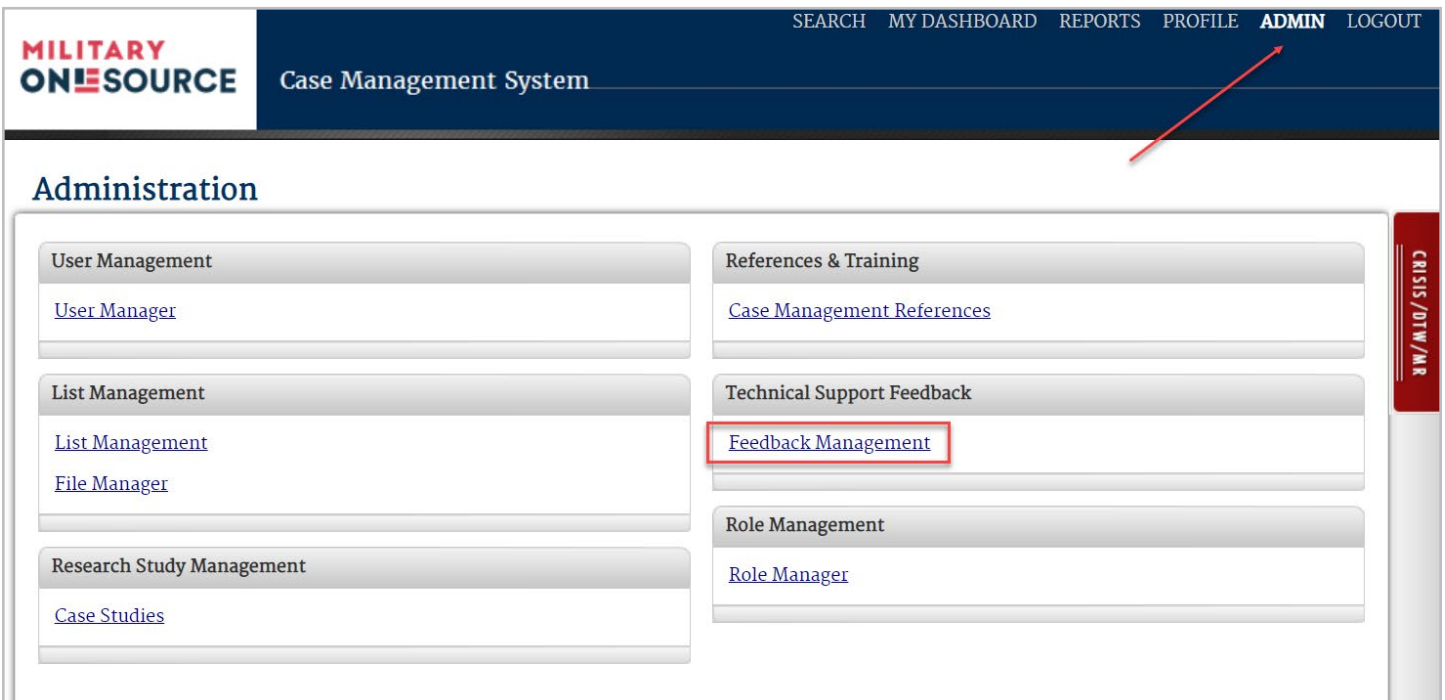 SEARCH MY DASHBOARD REPORTS PROFILE ADMIN LOGOUT
MILITARY
ONESOURCE
Case Management System
Administration
User Management
User Manager
List Management
List Management
File Manager
Research Study Management
Case Studies
References & Training
Case Management References
Technical Support Feedback
Feedback Management
Role Management
Role Manager
CRISIS/DTW/MR